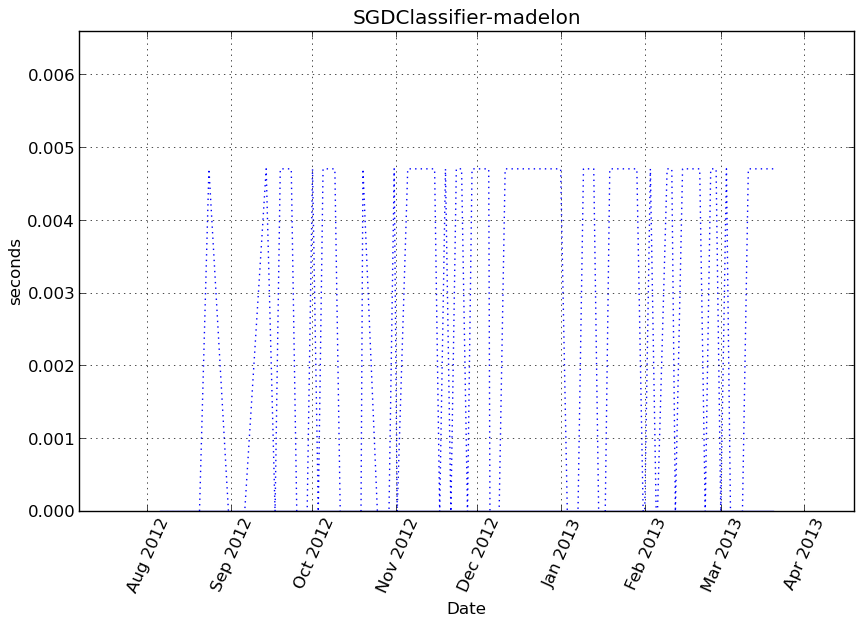 SGDClassifier-madelon
0.006
0.005
0.004
0.003
0.002
0.001
0.000
seconds
Aug 2012
Sep 2012
Oct 2012
Nov 2012
Dec 2012
Jan 2013
Feb 2013
Mar 2013
Apr 2013
Date